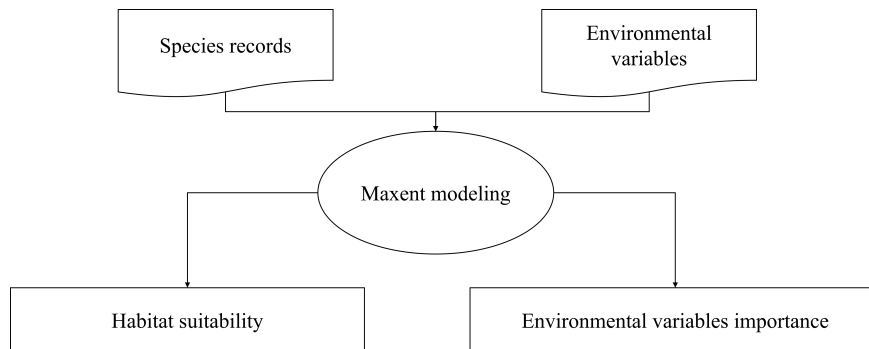 Species records
Environmental
variables
Maxent modeling
Habitat suitability
Environmental variables importance